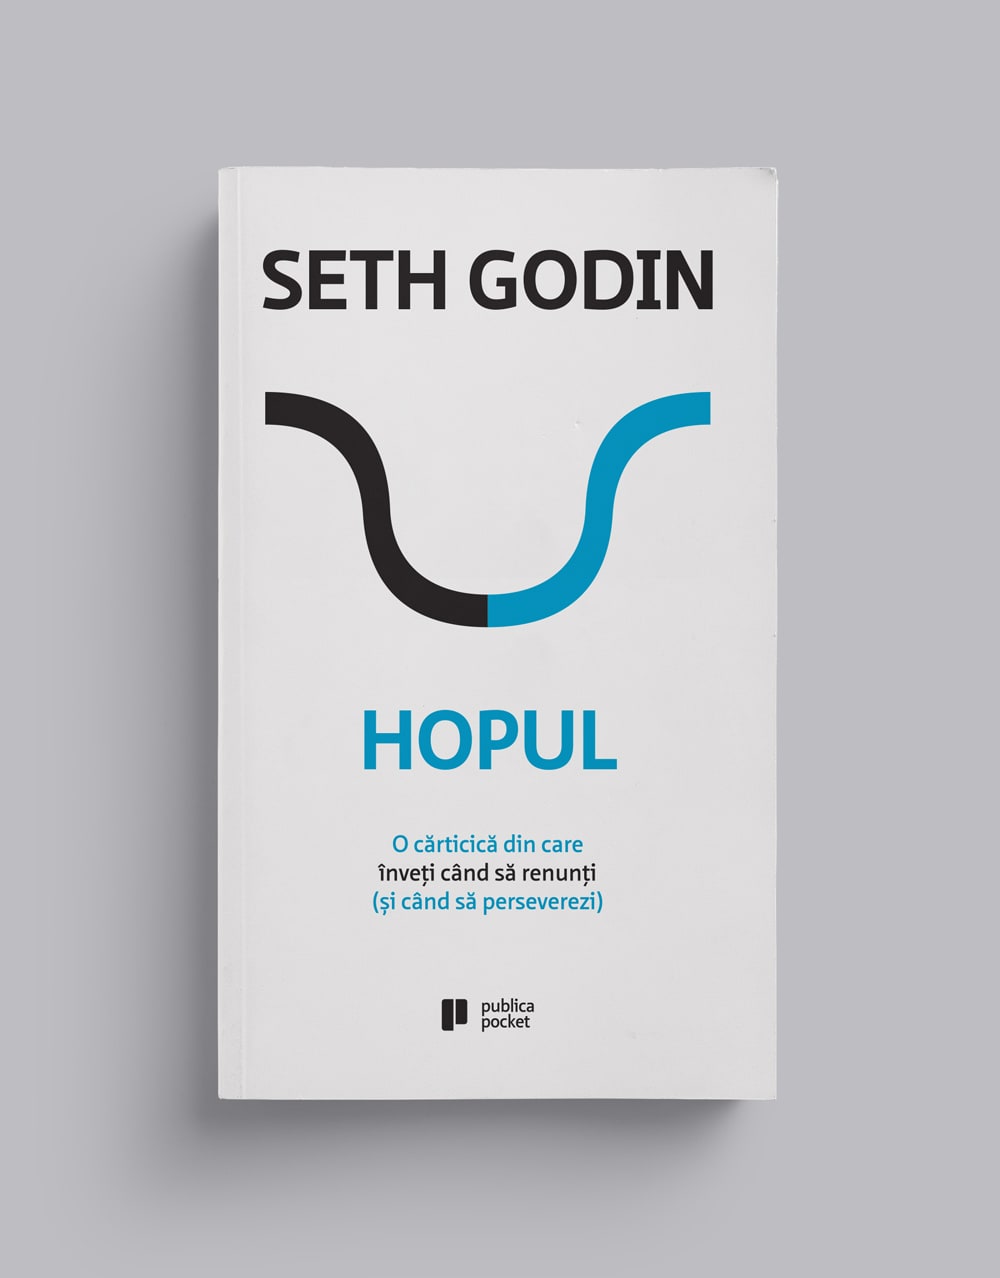 SETH GODIN
HOPUL
O cărticică din care
înveți când să renunți
(și când să perseverezi)
publica
pocket